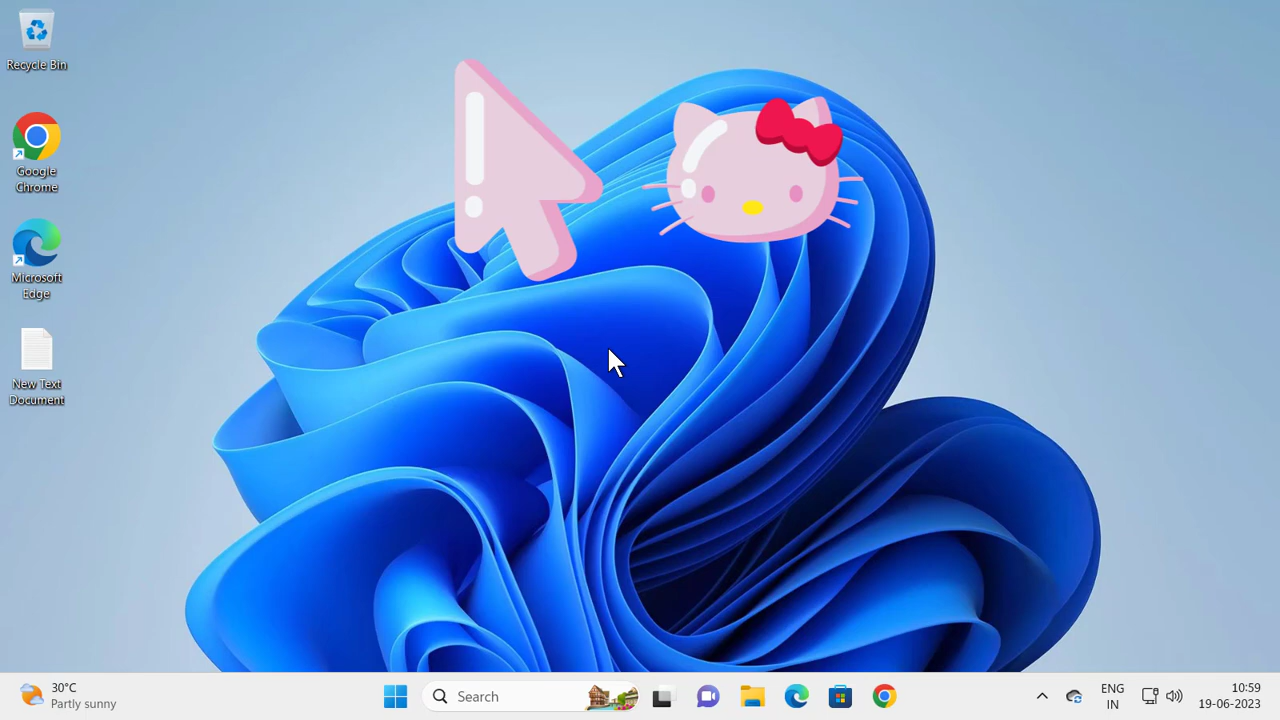 Recycle Bin
Google
Chrome
Microsoft
Edge
New Text
Document
30°C
Partly sunny
Search
ENG
IN
10:59
19-06-2023